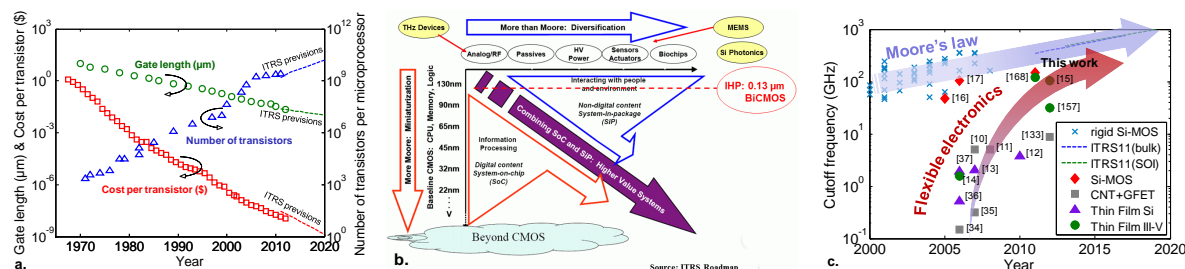 Gate length (µm) & Cost per transistor ($)
10^3
10^0
10^-3
10^-6
10^-9
Gate length (µm)
Number of transistors
Cost per transistor ($)
ITRS previsions
ITRS previsions
ITRS previsions
10^12
10^9
10^6
10^3
10^0
Number of transistors per microprocessor
1970 1980 1990 2000 2010 2020
Year
a.
More than Moore: Diversification
THz Devices
MEMS
Analog/RF
Passives
HV
Power
Sensors
Actuators
Biochips
Si Photonics
More Moore: Miniaturization
Baseline CMOS: CPU, Memory, Logic
130nm
90nm
65nm
45nm
32nm
22nm
Interacting with people
and environment
Non-digital content
System-in-package
(SiP)
IHP: 0.13 µm
BiCMOS
Information
Processing
Digital content
System-on-chip
(SoC)
Combining SoC and SiP: Higher Value Systems
Beyond CMOS
b.
Source: ITRS Roadmap
Cutoff frequency (GHz)
10^3
10^2
10^1
10^0
10^-1
Moore's law
This work
Flexible electronics
[17]
[168]
[15]
[16]
[157]
[10]
[11]
[133]
[12]
[37]
[13]
[14]
[36]
[35]
[34]
rigid Si-MOS
ITRS11(bulk)
ITRS11(SOI)
Si-MOS
CNT+GFET
Thin Film Si
Thin Film III-V
2000 2005 2010 2015 2020
Year
c.